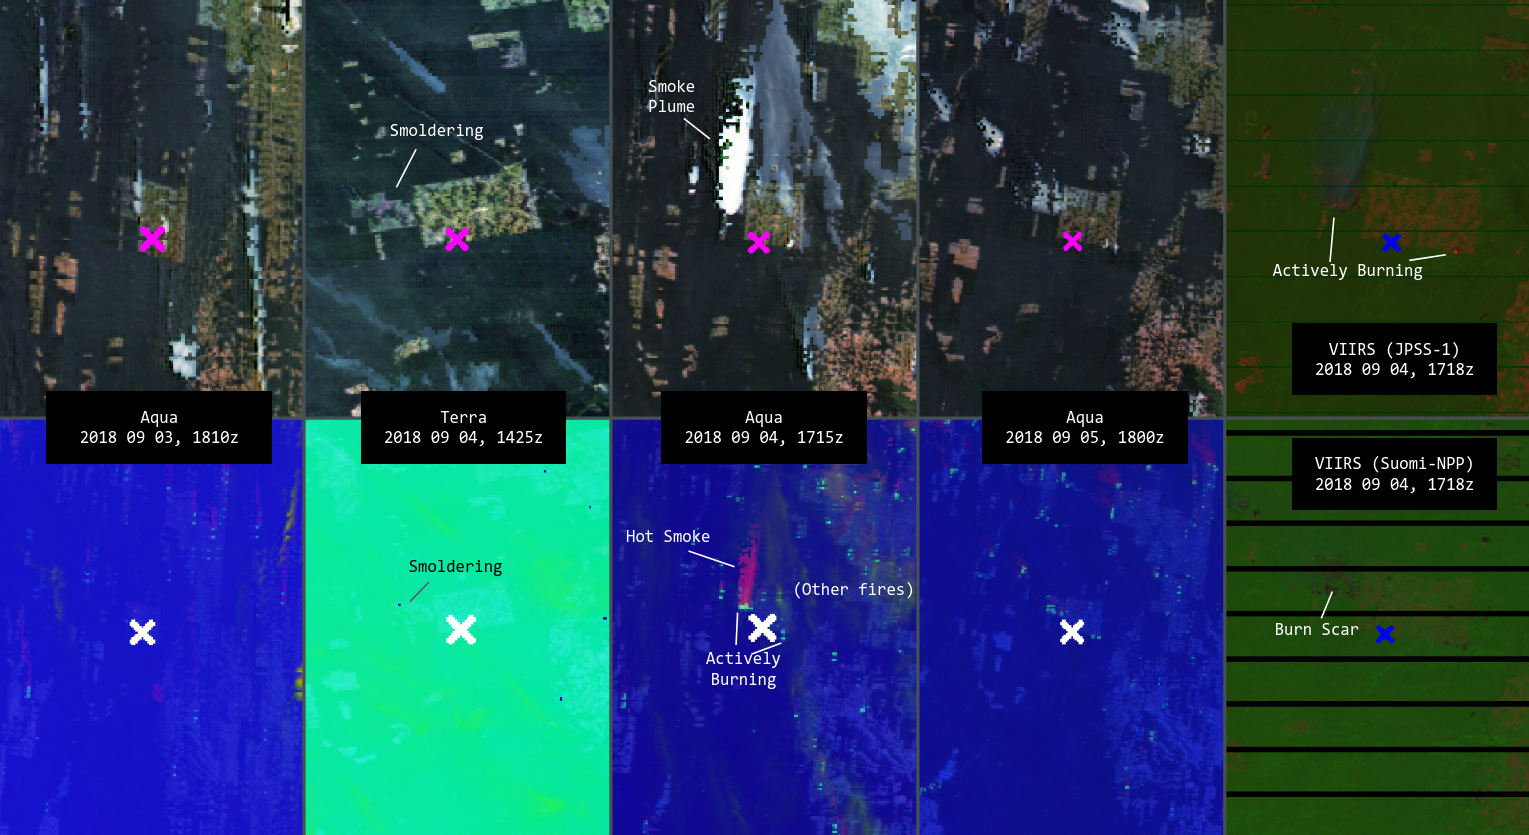 Smoldering
Smoke
Plume
Actively Burning
VIIRS (JPSS-1)
2018 09 04, 1718z
Aqua
2018 09 03, 1810z
Terra
2018 09 04, 1425z
Aqua
2018 09 04, 1715z
Aqua
2018 09 05, 1800z
VIIRS (Suomi-NPP)
2018 09 04, 1718z
Smoldering
Hot Smoke
(Other fires)
Actively
Burning
Burn Scar